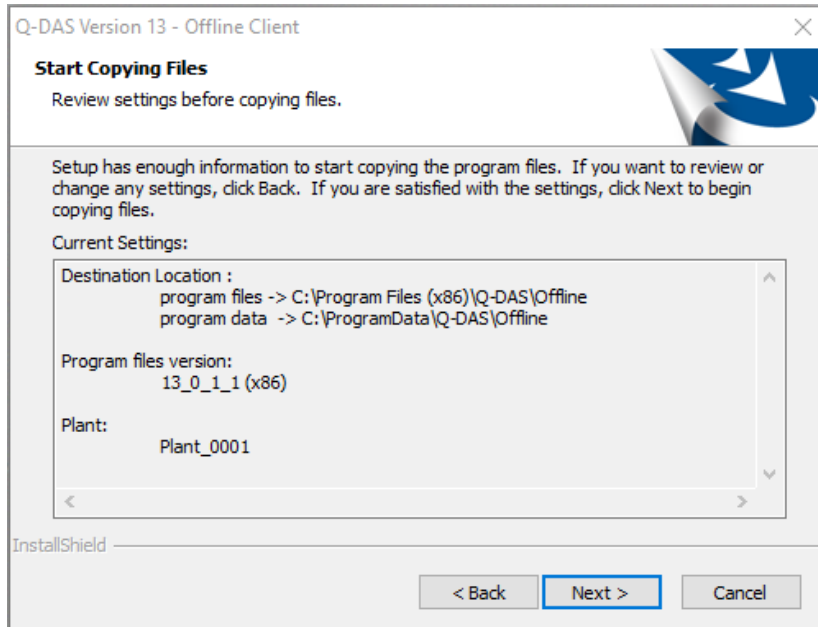 Q-DAS Version 13 - Offline Client
Start Copying Files
Review settings before copying files.
Setup has enough information to start copying the program files. If you want to review or
change any settings, click Back. If you are satisfied with the settings, click Next to begin
copying files.
Current Settings:
Destination Location :
program files -> C:\Program Files (x86)\Q-DAS\Offline
program data -> C:\ProgramData\Q-DAS\Offline
Program files version:
13_0_1_1 (x86)
Plant:
Plant_0001
InstallShield
< Back
Next >
Cancel